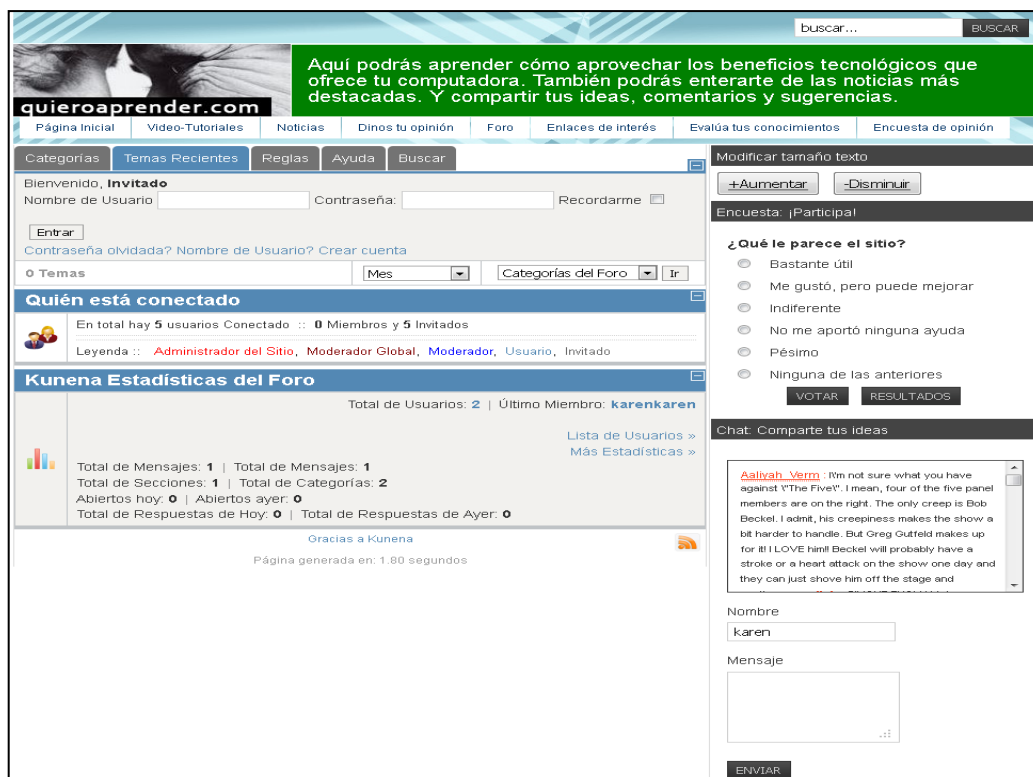 buscar...
BUSCAR
Aquí podrás aprender cómo aprovechar los beneficios tecnológicos que
ofrece tu computadora. También podrás enterarte de las noticias más
destacadas. Y compartir tus ideas, comentarios y sugerencias.
quieroaprender.com
Página Inicial Video-Tutoriales Noticias Dinos tu opinión Foro Enlaces de interés Evalúa tus conocimientos Encuesta de opinión
Categorías Temas Recientes Reglas Ayuda Buscar
Bienvenido, Invitado
Nombre de Usuario Contraseña: Recordarme
Entrar
Contraseña olvidada? Nombre de Usuario? Crear cuenta
0 Temas Mes Categorías del Foro Ir
Quién está conectado
En total hay 5 usuarios Conectado :: 0 Miembros y 5 Invitados
Leyenda :: Administrador del Sitio, Moderador Global, Moderador, Usuario, Invitado
Kunena Estadísticas del Foro
Total de Usuarios: 2 | Último Miembro: karenkaren
Lista de Usuarios »
Más Estadísticas »
Total de Mensajes: 1 | Total de Mensajes: 1
Total de Secciones: 1 | Total de Categorías: 2
Abiertos hoy: 0 | Abiertos ayer: 0
Total de Respuestas de Hoy: 0 | Total de Respuestas de Ayer: 0
Gracias a Kunena
Página generada en: 1.80 segundos
Modificar tamaño texto
+Aumentar -Disminuir
Encuesta: ¡Participa!
¿Qué le parece el sitio?
Bastante útil
Me gustó, pero puede mejorar
Indiferente
No me aportó ninguna ayuda
Pésimo
Ninguna de las anteriores
VOTAR RESULTADOS
Chat: Comparte tus ideas
Aaliyah_Verm : I\'m not sure what you have
against \"The Five\". I mean, four of the five panel
members are on the right. The only creep is Bob
Beckel. I admit, his creepiness makes the show a
bit harder to handle. But Greg Gutfeld makes up
for it! I LOVE him!! Beckel will probably have a
stroke or a heart attack on the show one day and
they can just shove him off the stage and
Nombre
karen
Mensaje
ENVIAR